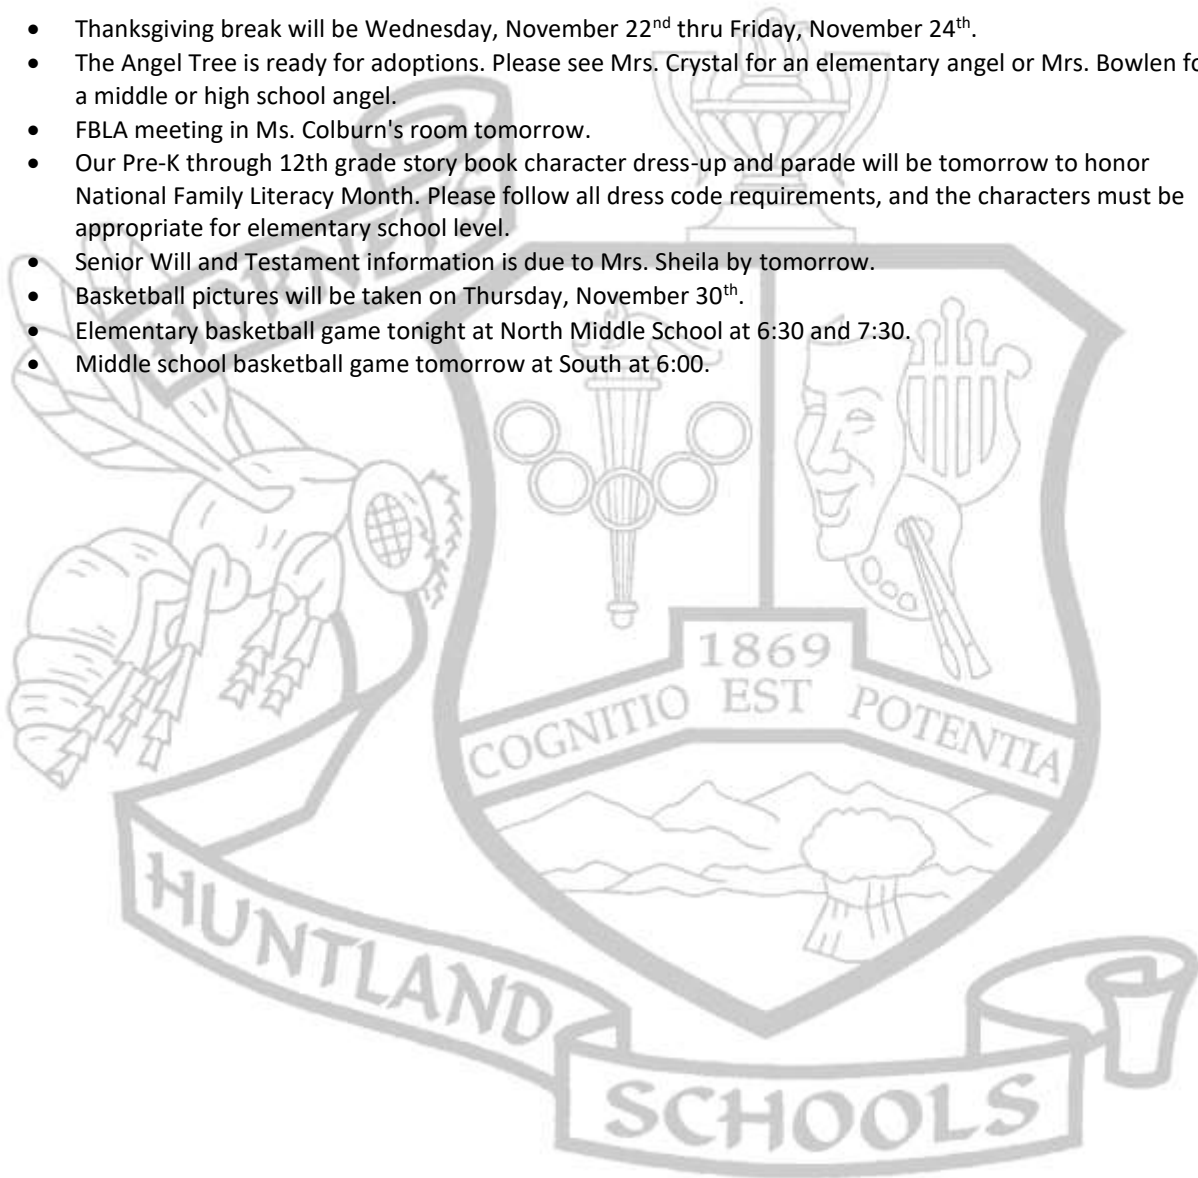 • Thanksgiving break will be Wednesday, November 22nd thru Friday, November 24th.
• The Angel Tree is ready for adoptions. Please see Mrs. Crystal for an elementary angel or Mrs. Bowlen fo
a middle or high school angel.
• FBLA meeting in Ms. Colburn's room tomorrow.
• Our Pre-K through 12th grade story book character dress-up and parade will be tomorrow to honor
National Family Literacy Month. Please follow all dress code requirements, and the characters must be
appropriate for elementary school level.
• Senior Will and Testament information is due to Mrs. Sheila by tomorrow.
• Basketball pictures will be taken on Thursday, November 30th.
• Elementary basketball game tonight at North Middle School at 6:30 and 7:30.
• Middle school basketball game tomorrow at South at 6:00.
HORNETS
1869
COGNITIO EST POTENTIA
HUNTLAND
SCHOOLS